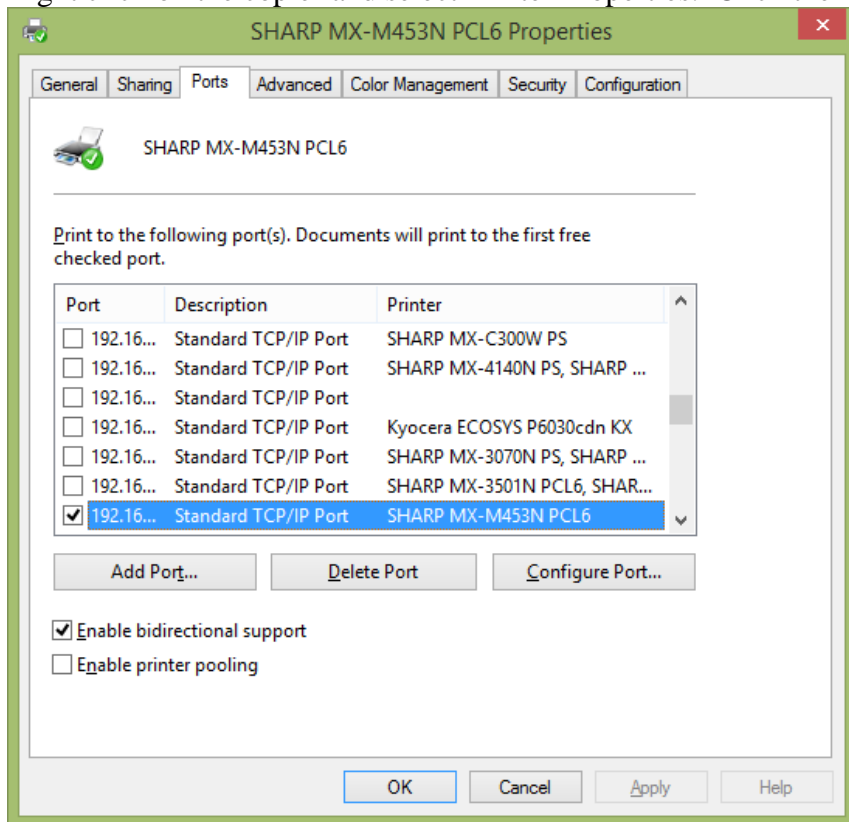 SHARP MX-M453N PCL6 Properties
General Sharing Ports Advanced Color Management Security Configuration
SHARP MX-M453N PCL6
Print to the following port(s). Documents will print to the first free
checked port.
Port Description Printer
192.16... Standard TCP/IP Port SHARP MX-C300W PS
192.16... Standard TCP/IP Port SHARP MX-4140N PS, SHARP ...
192.16... Standard TCP/IP Port
192.16... Standard TCP/IP Port Kyocera ECOSYS P6030cdn KX
192.16... Standard TCP/IP Port SHARP MX-3070N PS, SHARP ...
192.16... Standard TCP/IP Port SHARP MX-3501N PCL6, SHAR...
192.16... Standard TCP/IP Port SHARP MX-M453N PCL6
Add Port... Delete Port Configure Port...
Enable bidirectional support
Enable printer pooling
OK Cancel Apply Help